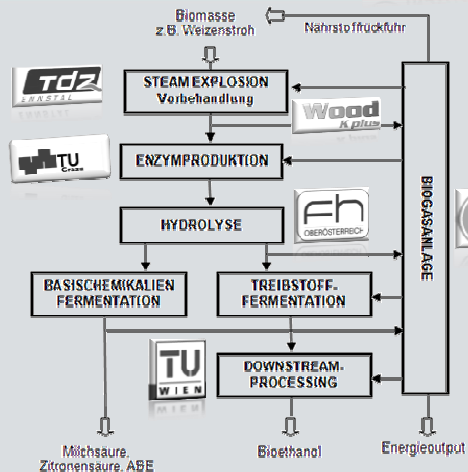 Biomasse
z.B. Weizenstroh
Nährstoffrückfuhr
STEAM EXPLOSION
Vorbehandlung
TDZ
ENNSTAL
Wood
K plus
TU
Graz
ENZYMPRODUKTION
HYDROLYSE
Fh
OBERÖSTERREICH
BIOGASANLAGE
BASISCHEMIKALIEN
FERMENTATION
TREIBSTOFF-
FERMENTATION
TU
WIEN
DOWNSTREAM-
PROCESSING
Milchsäure,
Zitronensäure, ABE
Bioethanol
Energieoutput